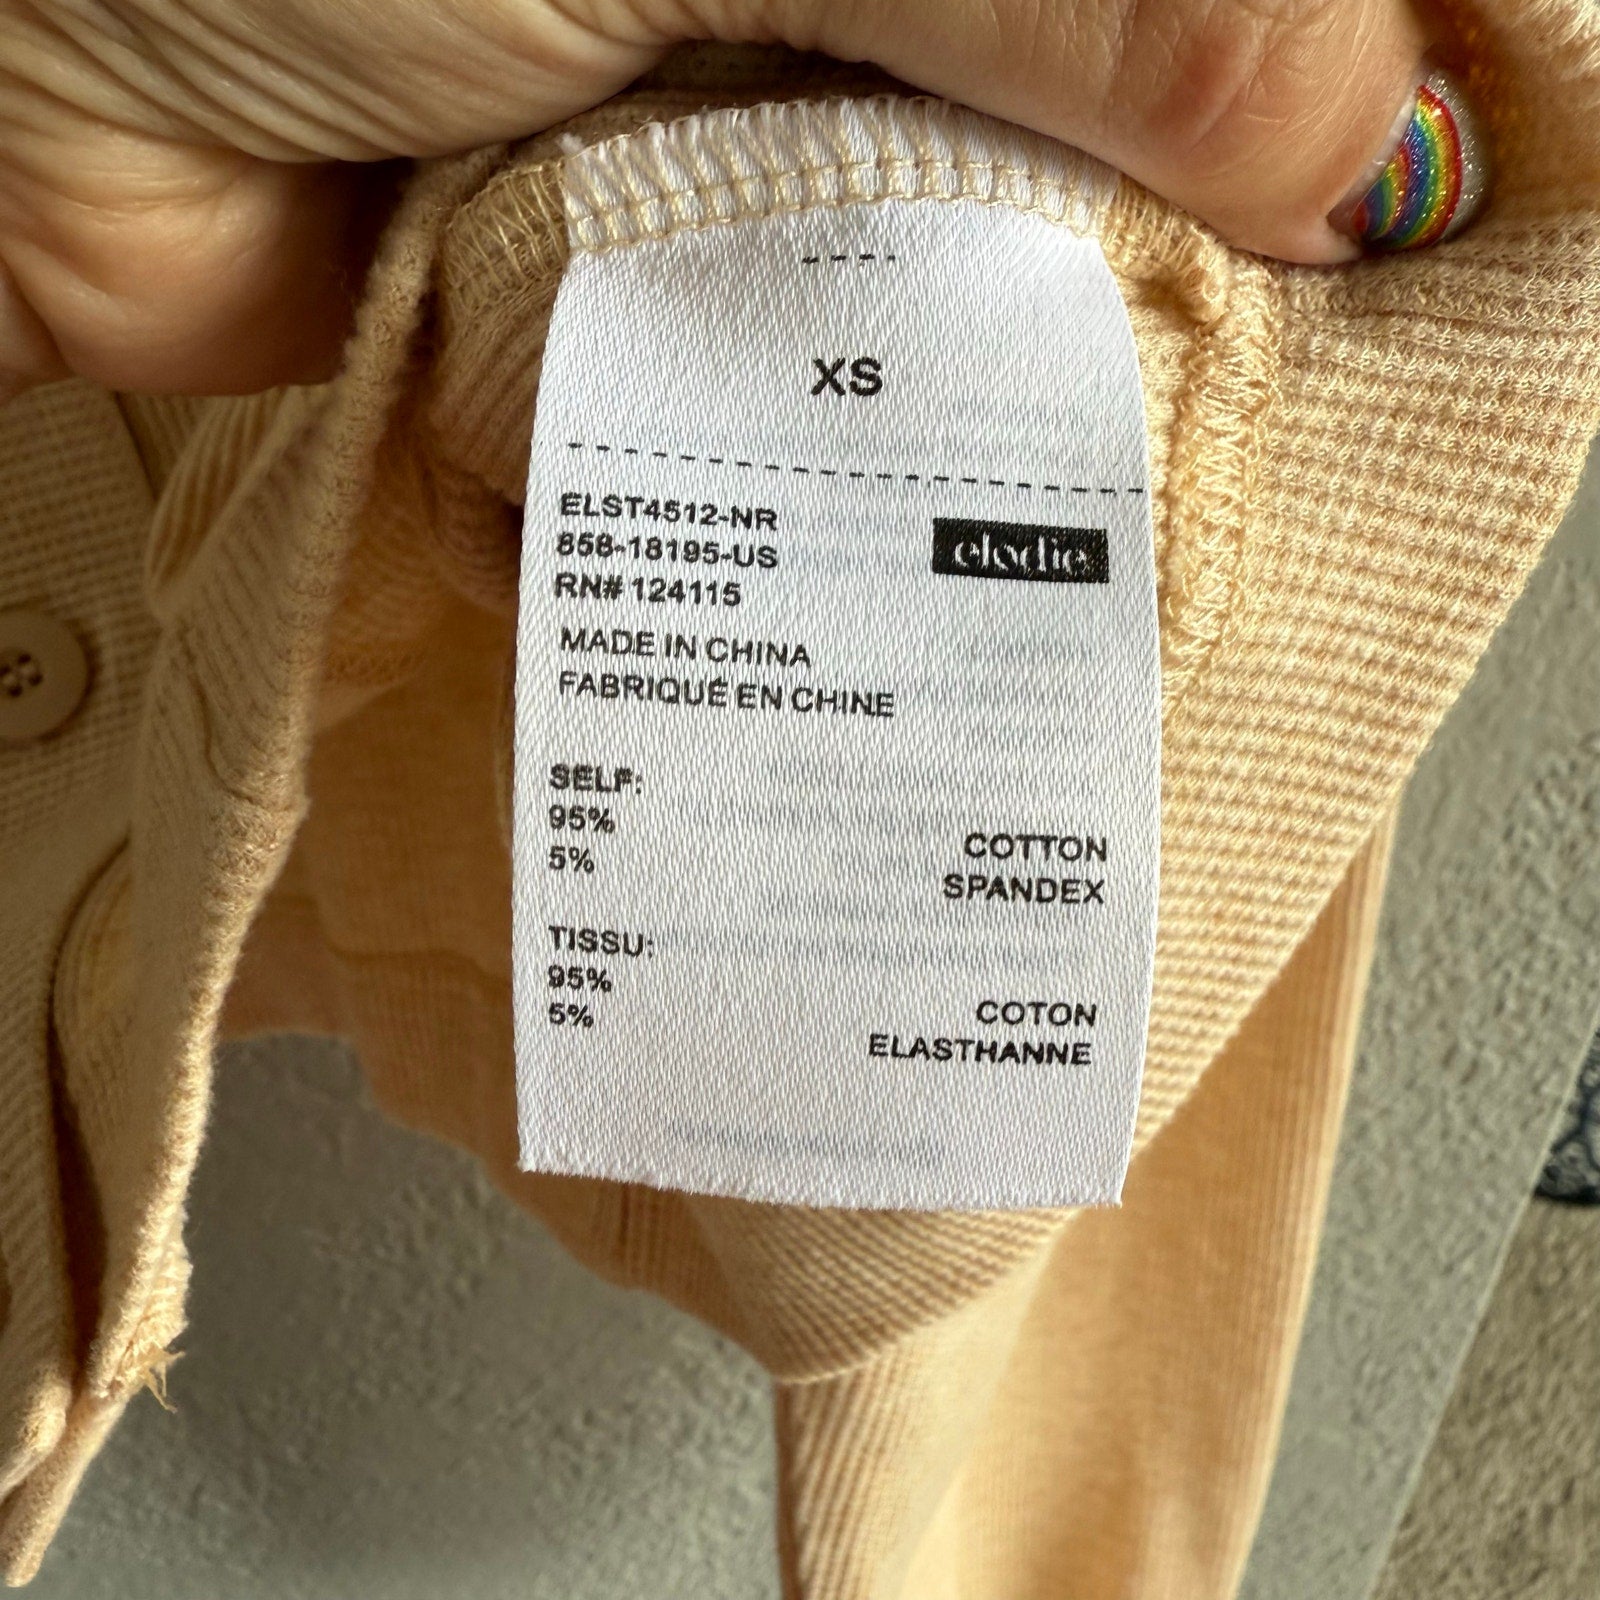 XS
ELST4512-NR
858-18195-US
RN# 124115
elodie
MADE IN CHINA
FABRIQUÉ EN CHINE
SELF:
95% COTTON
5% SPANDEX
TISSU:
95% COTON
5% ELASTHANNE